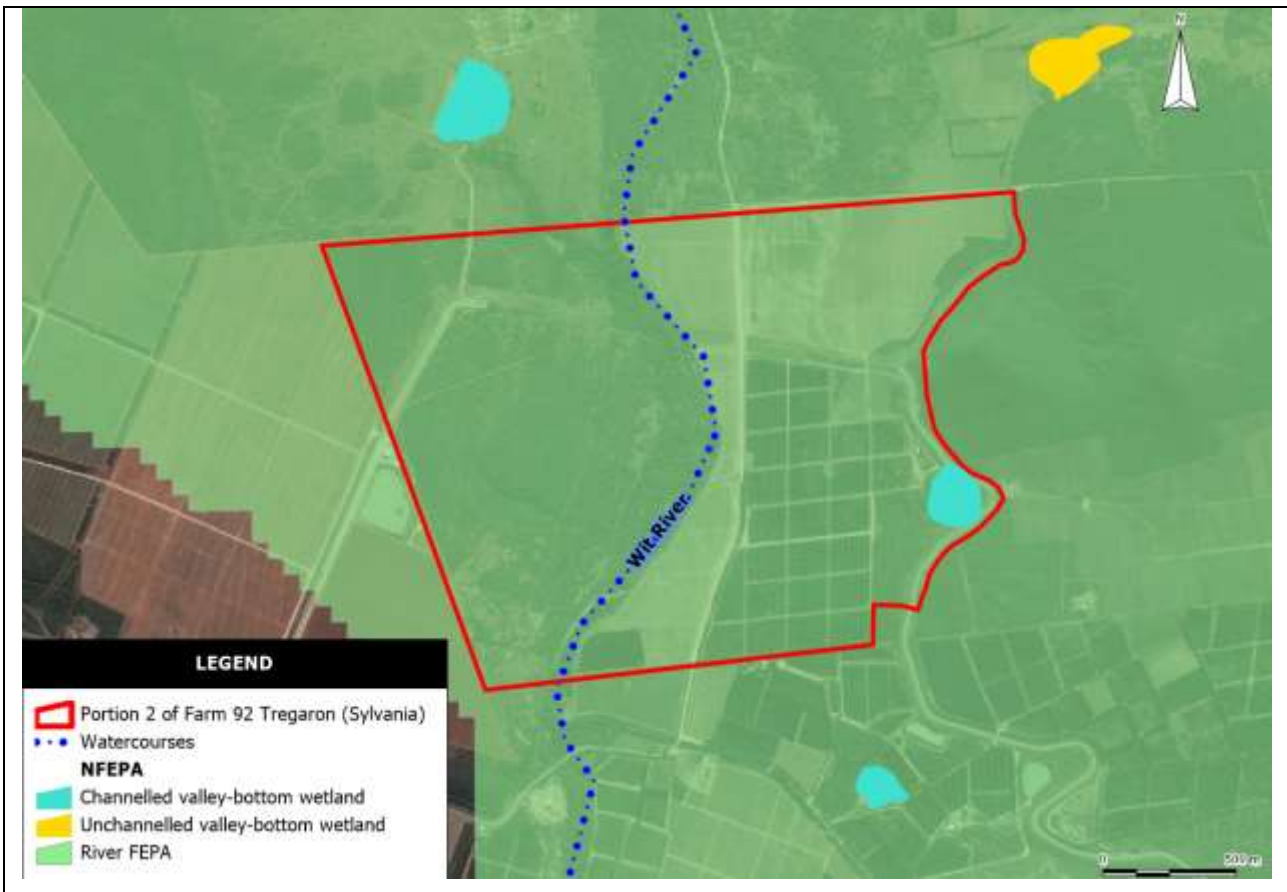 N
Wit River
LEGEND
Portion 2 of Farm 92 Tregaron (Sylvania)
Watercourses
NFEPA
Channelled valley-bottom wetland
Unchannelled valley-bottom wetland
River FEPA
0 500 m